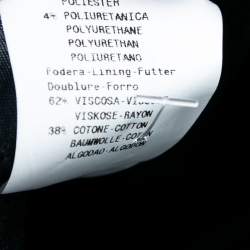 POLIESTER
4% POLIURETANICA
POLYURETHANE
POLYURETHAN
POLIURETANO
Fodera-Lining-Futter
Doublure-Forro
62% VISCOSA-VISCO
VISKOSE-RAYON
38% COTONE-COTTON
BAUMWOLLE-COTON
ALGODAO-ALGODON